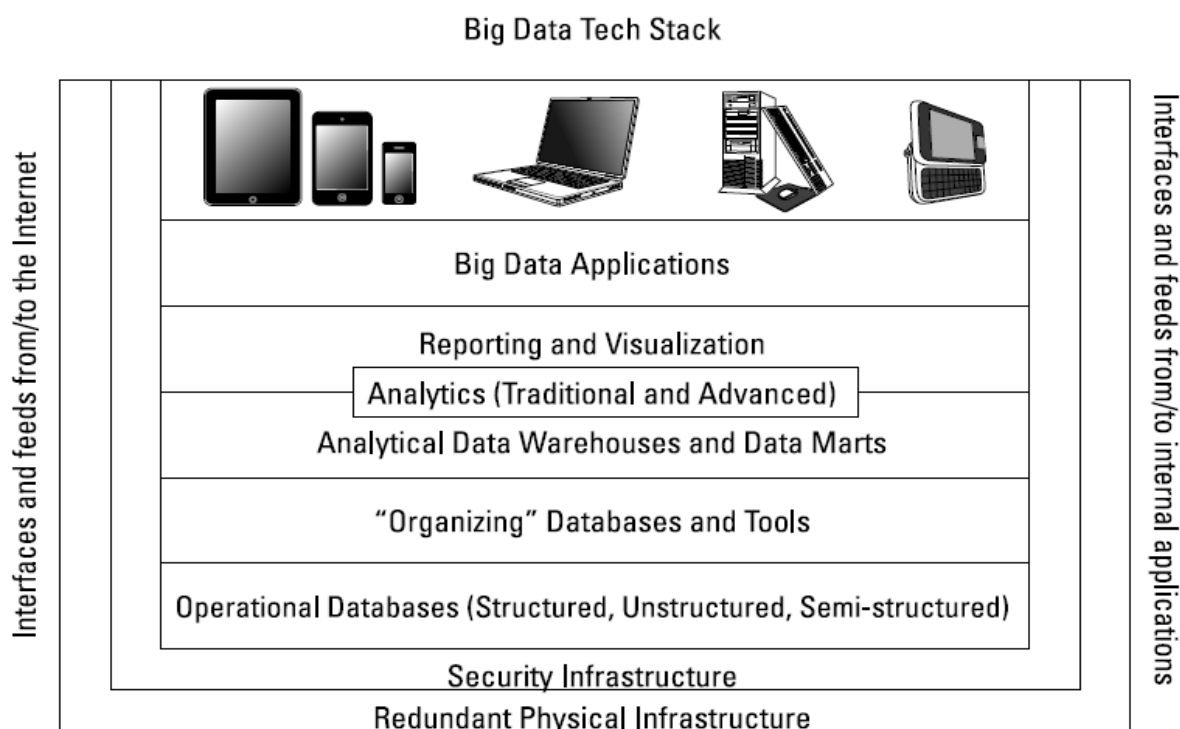 Big Data Tech Stack
Interfaces and feeds from/to the Internet
Big Data Applications
Reporting and Visualization
Analytics (Traditional and Advanced)
Analytical Data Warehouses and Data Marts
“Organizing” Databases and Tools
Operational Databases (Structured, Unstructured, Semi-structured)
Security Infrastructure
Redundant Physical Infrastructure
Interfaces and feeds from/to internal applications